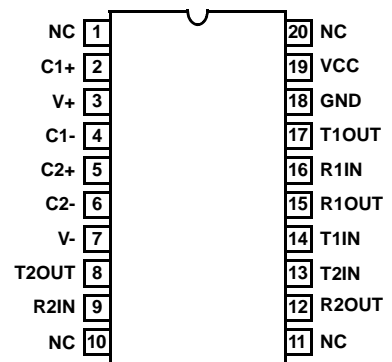 NC 1 20 NC
C1+ 2 19 VCC
V+ 3 18 GND
C1- 4 17 T1OUT
C2+ 5 16 R1IN
C2- 6 15 R1OUT
V- 7 14 T1IN
T2OUT 8 13 T2IN
R2IN 9 12 R2OUT
NC 10 11 NC